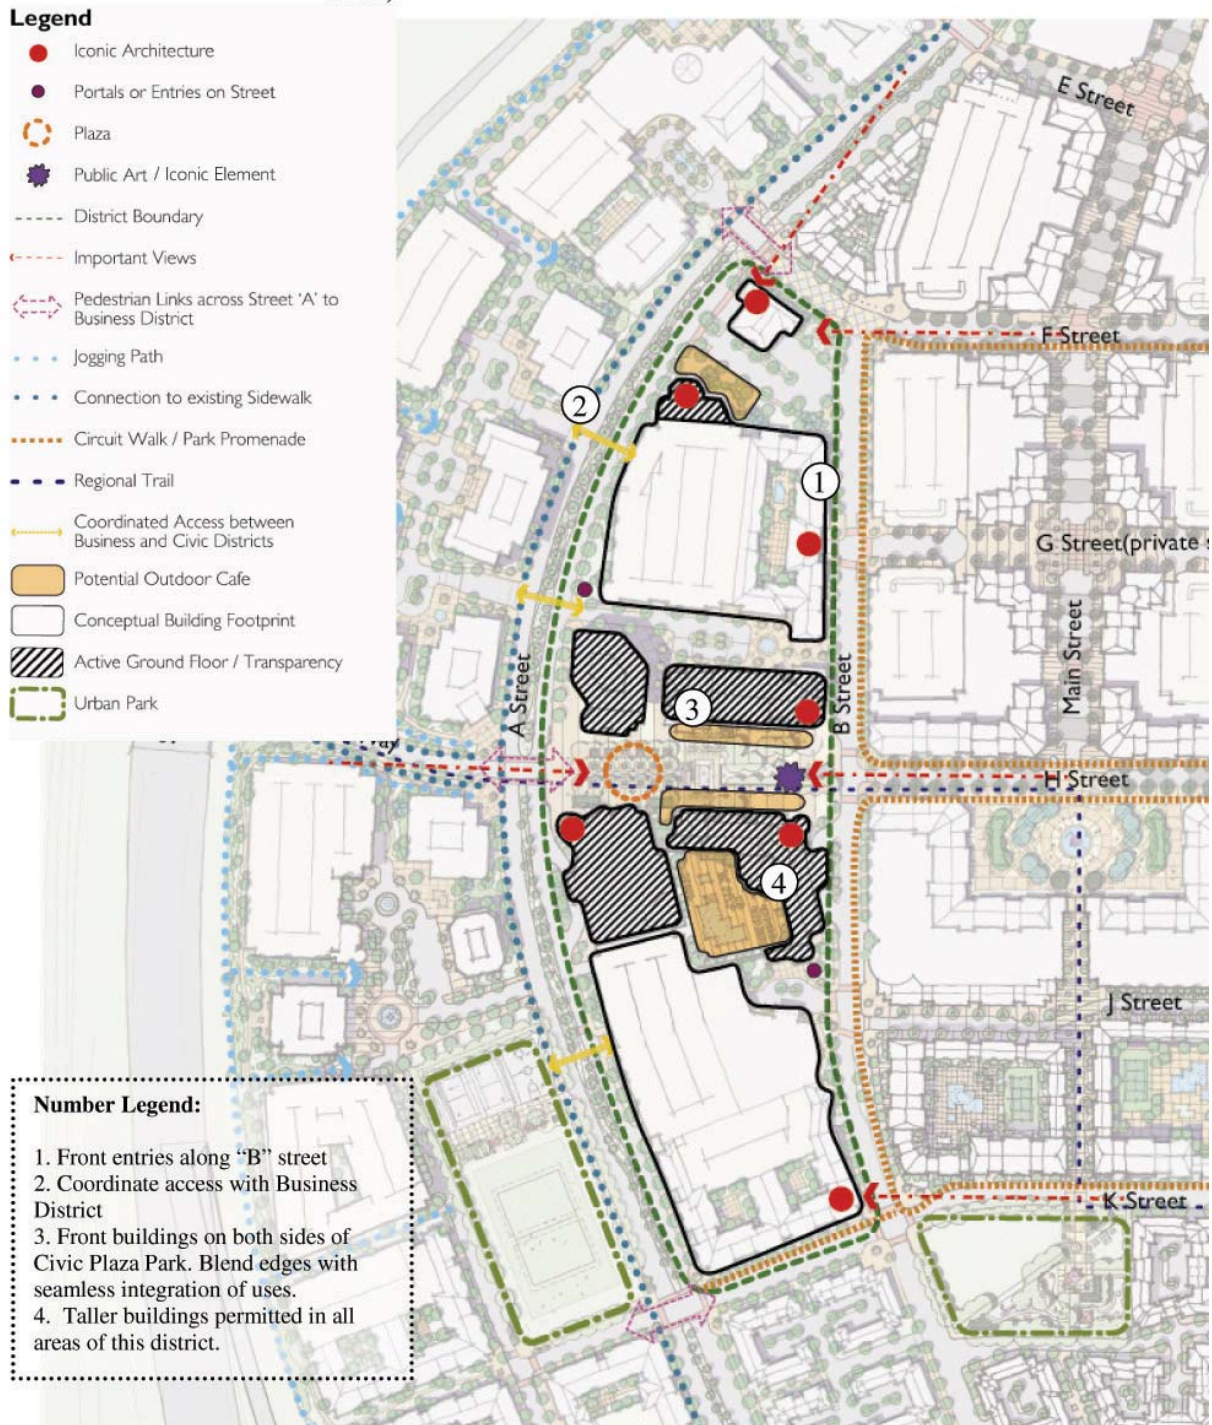 Legend
Iconic Architecture
Portals or Entries on Street
Plaza
Public Art / Iconic Element
District Boundary
Important Views
Pedestrian Links across Street 'A' to
Business District
Jogging Path
Connection to existing Sidewalk
Circuit Walk / Park Promenade
Regional Trail
Coordinated Access between
Business and Civic Districts
Potential Outdoor Cafe
Conceptual Building Footprint
Active Ground Floor / Transparency
Urban Park
E Street
F Street
2
1
G Street(private
Main Street
A Street
B Street
3
H Street
4
J Street
K Street
Number Legend:
1. Front entries along “B” street
2. Coordinate access with Business
District
3. Front buildings on both sides of
Civic Plaza Park. Blend edges with
seamless integration of uses.
4. Taller buildings permitted in all
areas of this district.